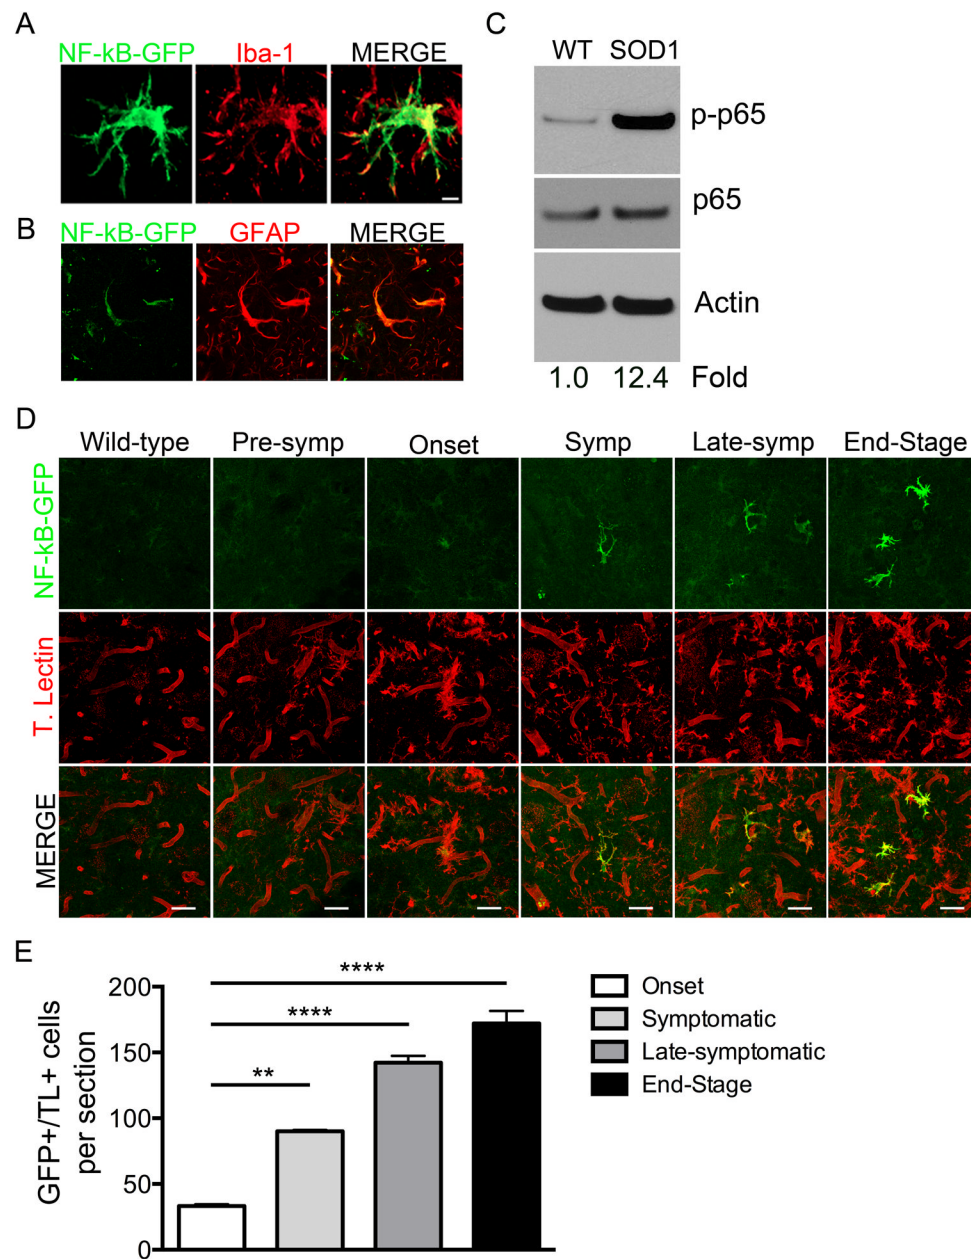 A
NF-kB-GFP Iba-1 MERGE
B
NF-kB-GFP GFAP MERGE
C
WT SOD1
p-p65
p65
Actin
1.0 12.4 Fold
D
Wild-type Pre-symp Onset Symp Late-symp End-Stage
NF-kB-GFP
T. Lectin
MERGE
E
GFP+/TL+ cells
per section
200
150
100
50
0
****
****
**
Onset
Symptomatic
Late-symptomatic
End-Stage